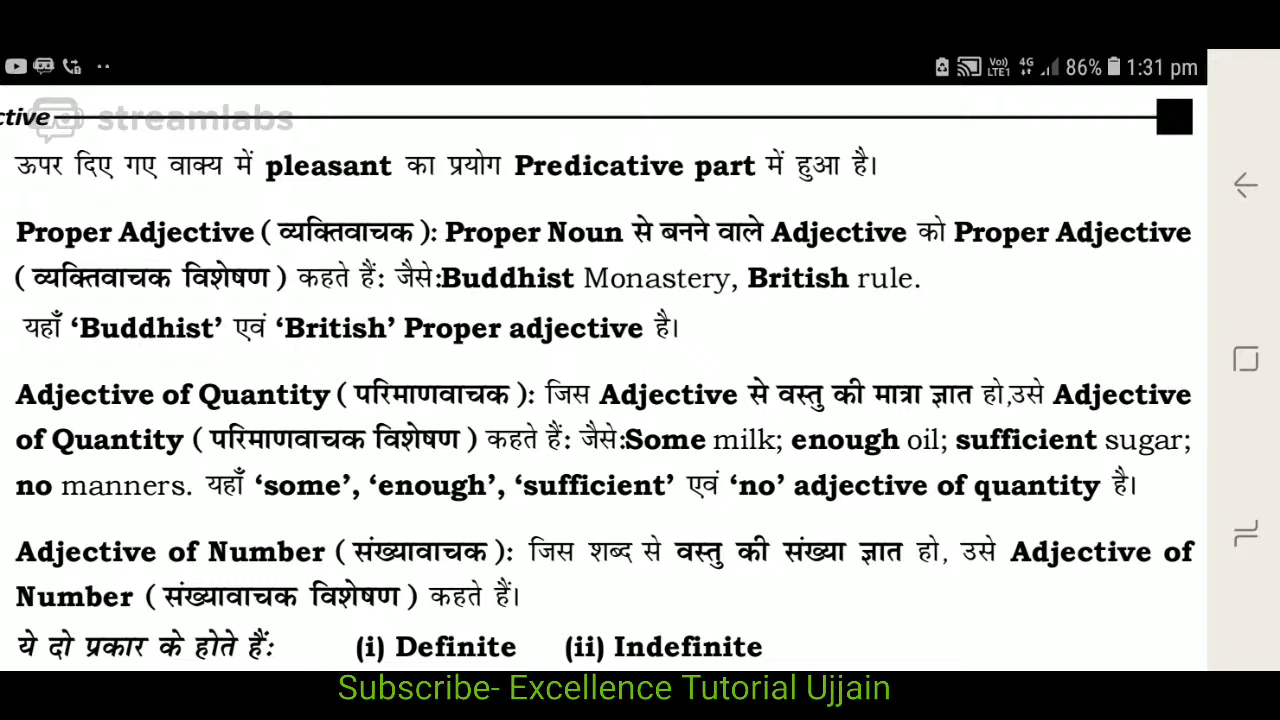 86% 1:31 pm
ctive
streamlabs
ऊपर दिए गए वाक्य में pleasant का प्रयोग Predicative part में हुआ है।
Proper Adjective ( व्यक्तिवाचक ): Proper Noun से बनने वाले Adjective को Proper Adjective
( व्यक्तिवाचक विशेषण ) कहते हैं: जैसे:Buddhist Monastery, British rule.
यहाँ ‘Buddhist’ एवं ‘British’ Proper adjective है।
Adjective of Quantity ( परिमाणवाचक ): जिस Adjective से वस्तु की मात्रा ज्ञात हो,उसे Adjective
of Quantity ( परिमाणवाचक विशेषण ) कहते हैं: जैसे:Some milk; enough oil; sufficient sugar;
no manners. यहाँ ‘some’, ‘enough’, ‘sufficient’ एवं ‘no’ adjective of quantity है।
Adjective of Number ( संख्यावाचक ): जिस शब्द से वस्तु की संख्या ज्ञात हो, उसे Adjective of
Number ( संख्यावाचक विशेषण ) कहते हैं।
ये दो प्रकार के होते हैं: (i) Definite (ii) Indefinite
Subscribe- Excellence Tutorial Ujjain